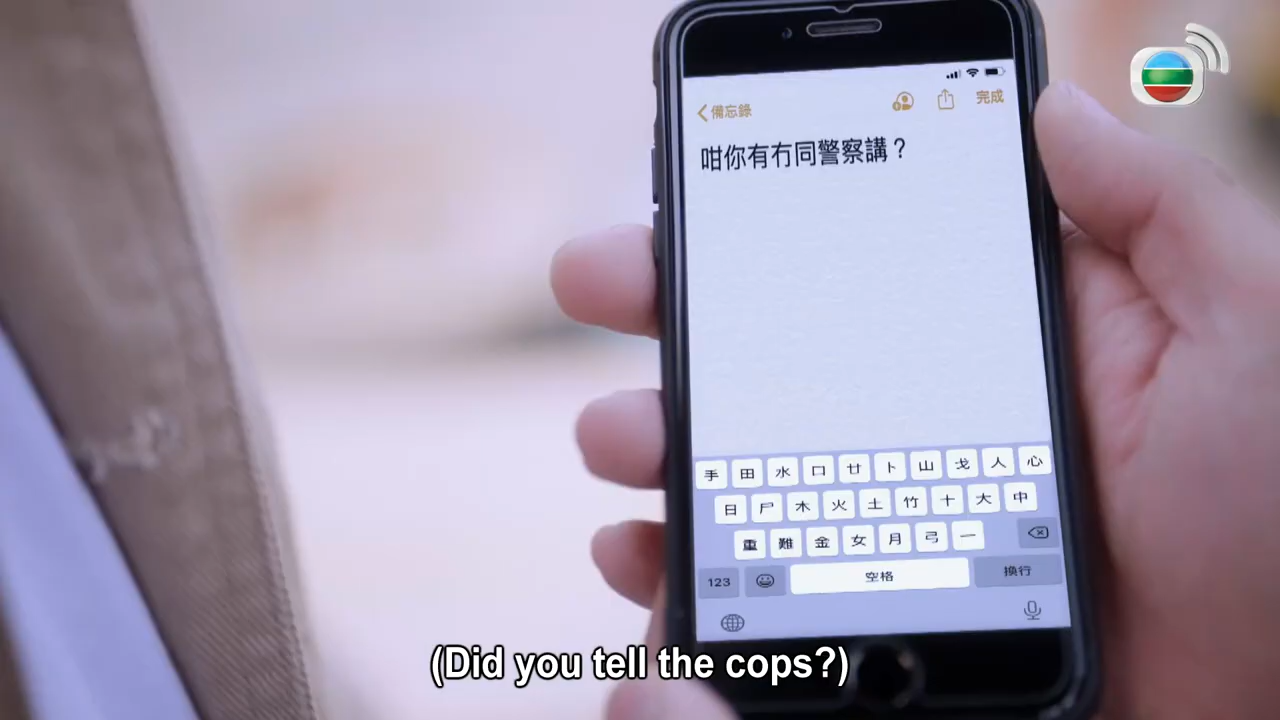 備忘錄 完成
咁你有冇同警察講？
手 田 水 口 廿 卜 山 戈 人 心
日 尸 木 火 土 竹 十 大 中
重 難 金 女 月 弓 一
123 空格 換行
(Did you tell the cops?)